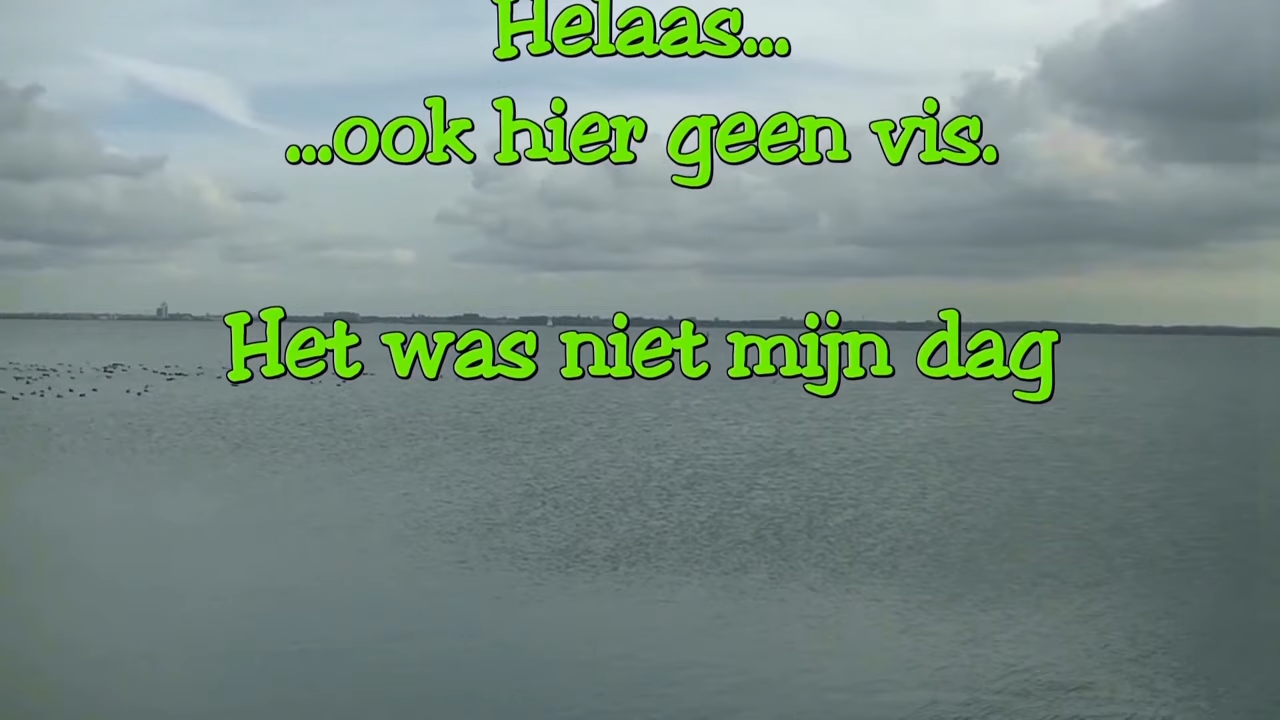 Helaas...
...ook hier geen vis.
Het was niet mijn dag